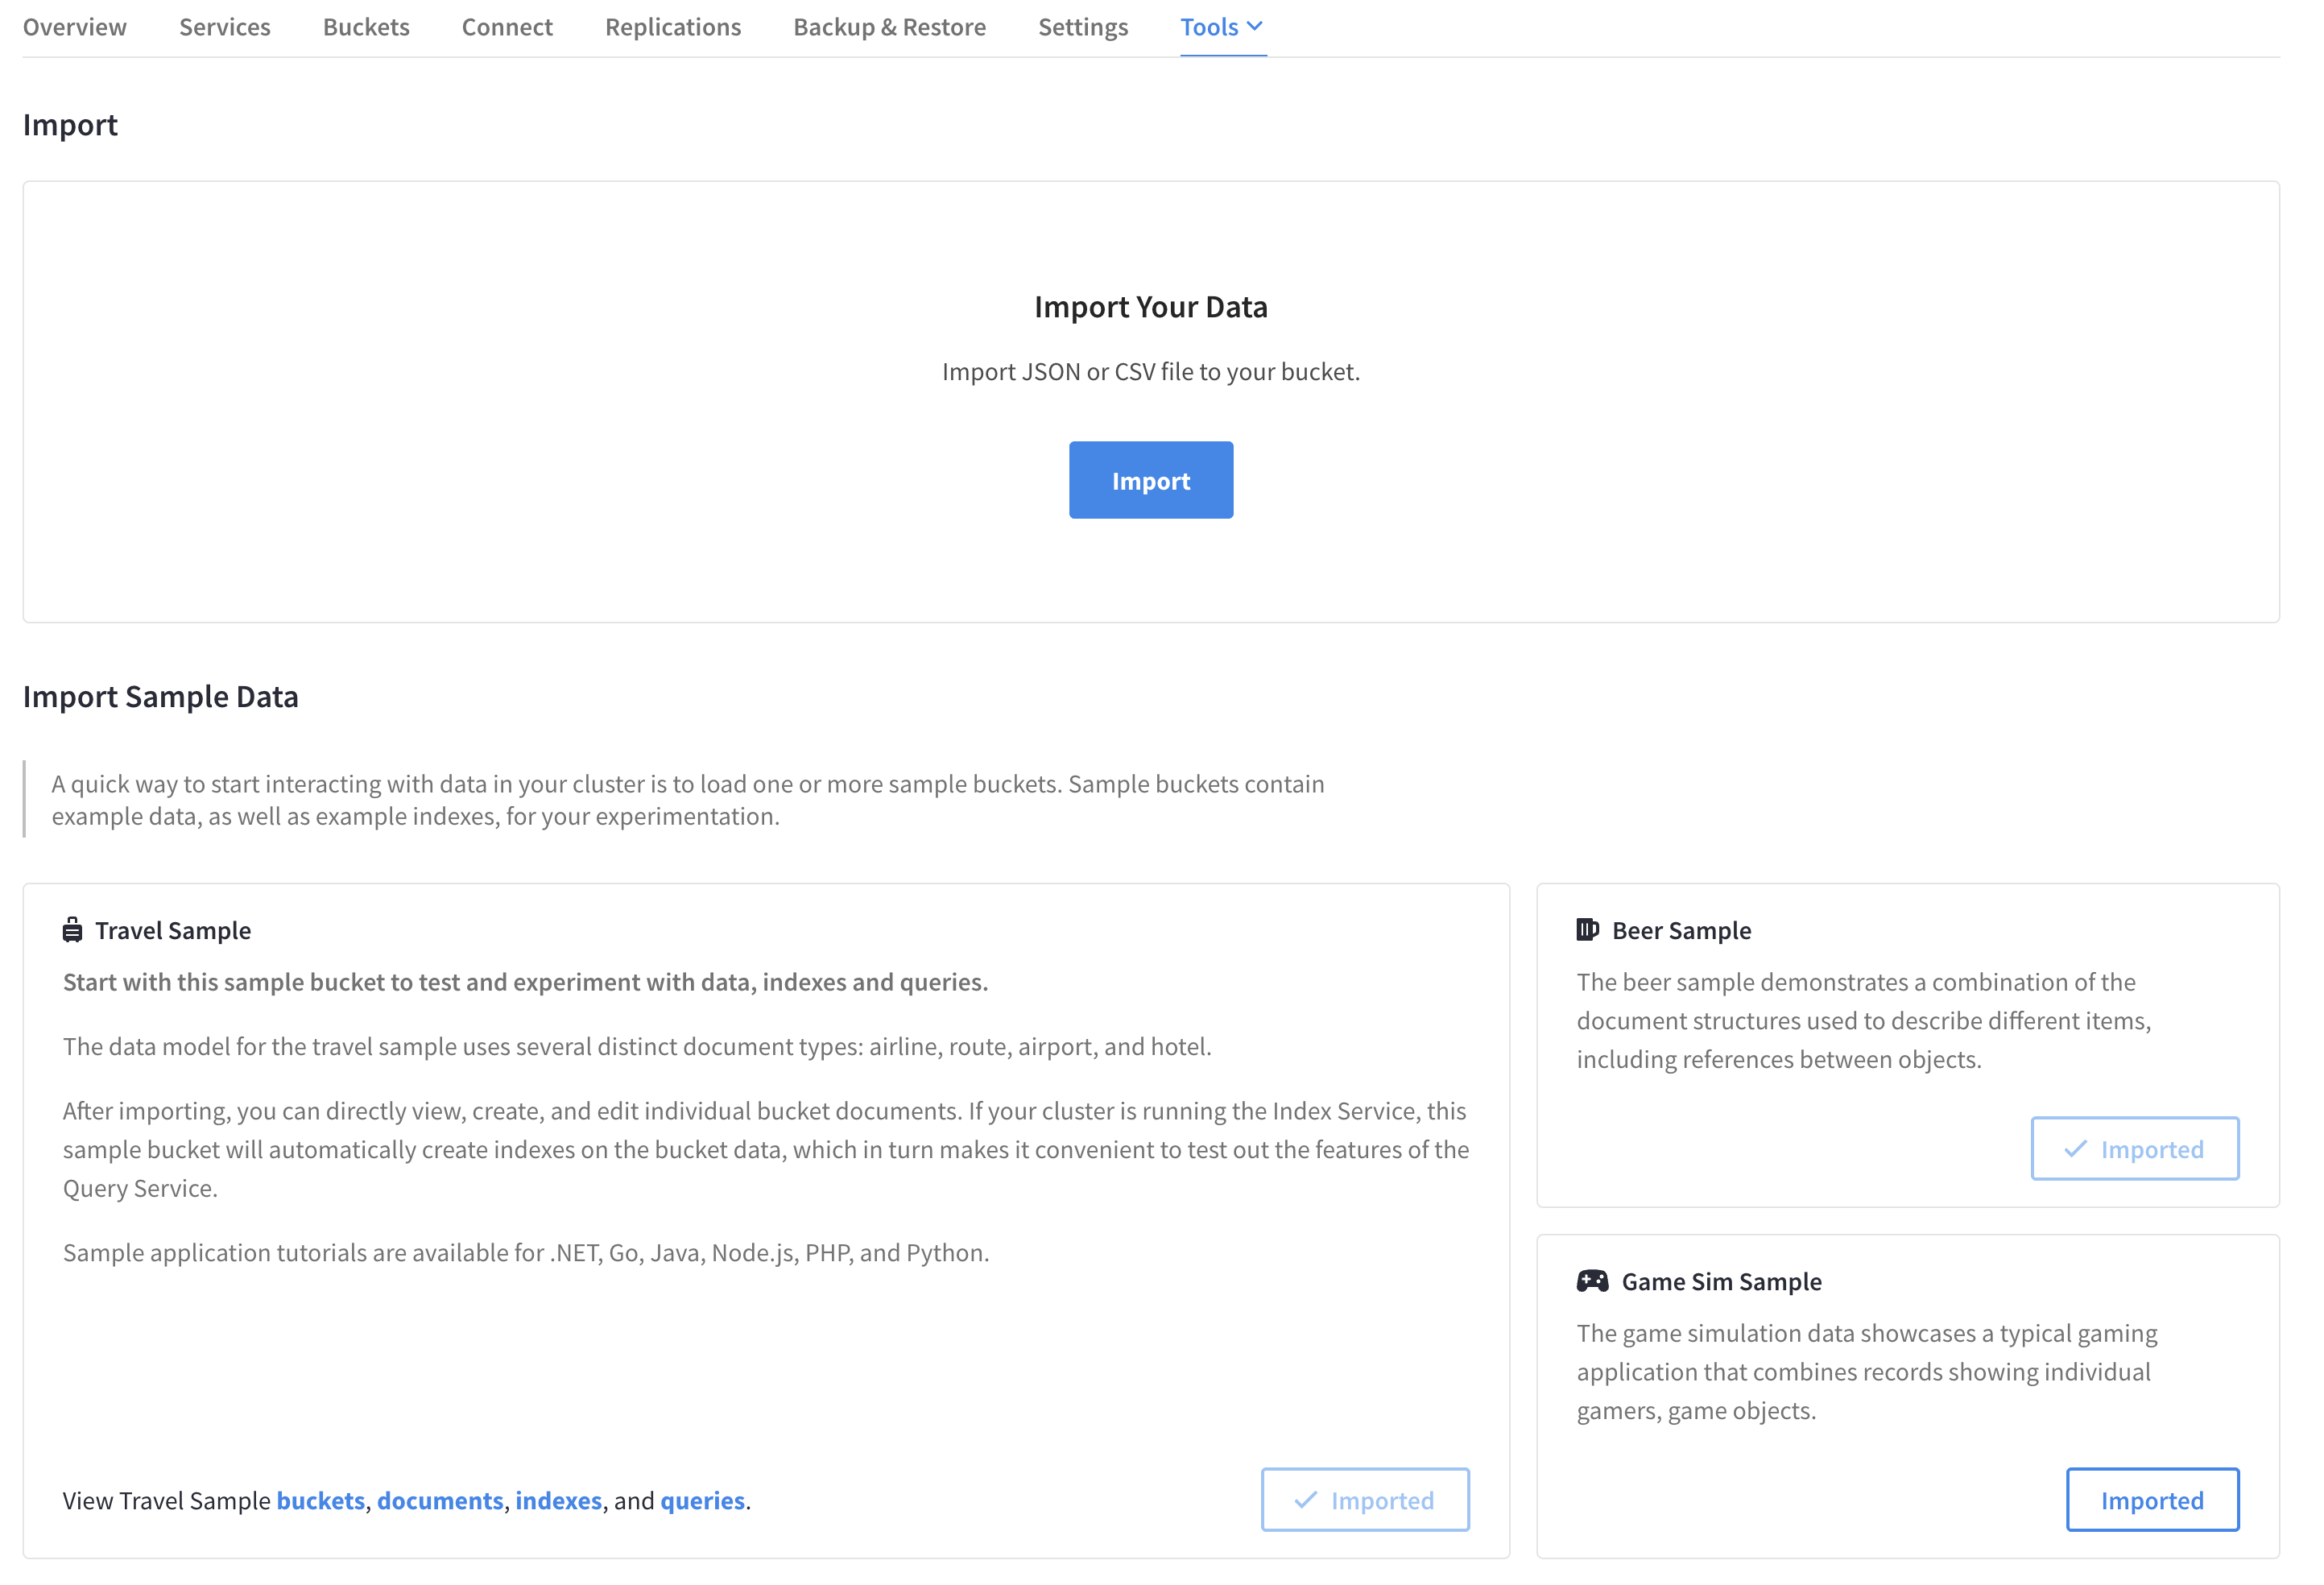 Overview Services Buckets Connect Replications Backup & Restore Settings Tools
Import
Import Your Data
Import JSON or CSV file to your bucket.
Import
Import Sample Data
A quick way to start interacting with data in your cluster is to load one or more sample buckets. Sample buckets contain
example data, as well as example indexes, for your experimentation.
Travel Sample
Start with this sample bucket to test and experiment with data, indexes and queries.
The data model for the travel sample uses several distinct document types: airline, route, airport, and hotel.
After importing, you can directly view, create, and edit individual bucket documents. If your cluster is running the Index Service, this
sample bucket will automatically create indexes on the bucket data, which in turn makes it convenient to test out the features of the
Query Service.
Sample application tutorials are available for .NET, Go, Java, Node.js, PHP, and Python.
View Travel Sample buckets, documents, indexes, and queries.
Imported
Beer Sample
The beer sample demonstrates a combination of the
document structures used to describe different items,
including references between objects.
Imported
Game Sim Sample
The game simulation data showcases a typical gaming
application that combines records showing individual
gamers, game objects.
Imported